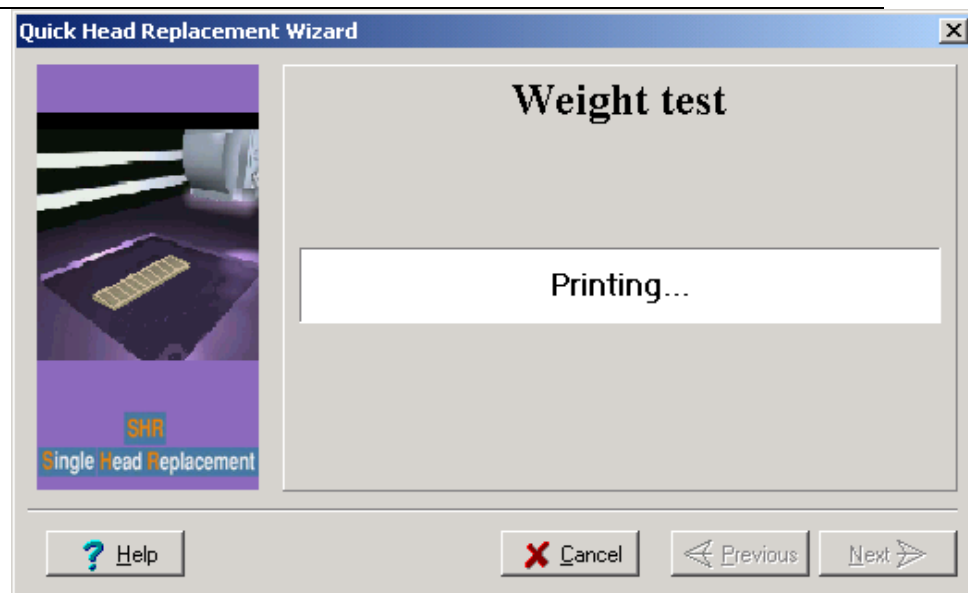 Quick Head Replacement Wizard
Weight test
Printing...
SHR
Single Head Replacement
Help
Cancel
Previous
Next